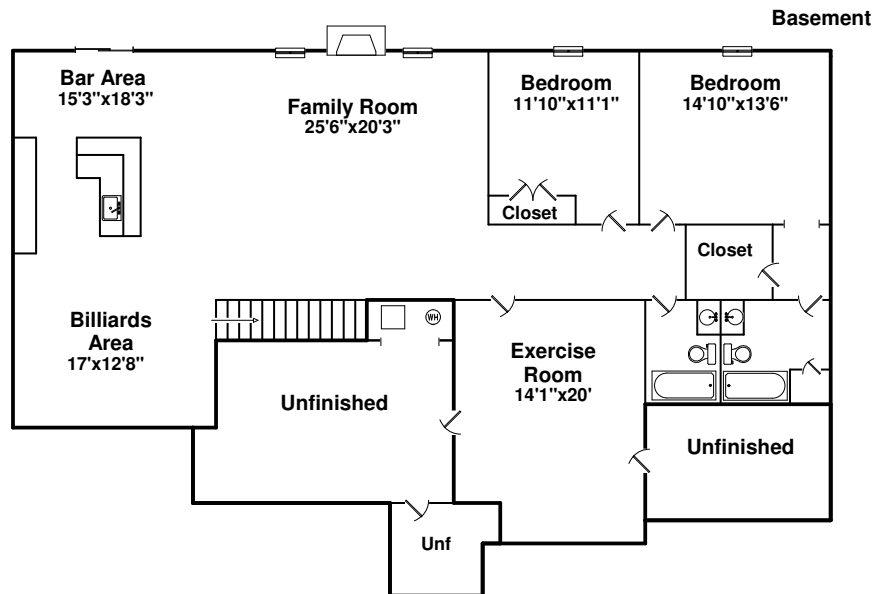 Basement
Bar Area
15'3"x18'3"
Family Room
25'6"x20'3"
Bedroom
11'10"x11'1"
Bedroom
14'10"x13'6"
Closet
Closet
Billiards
Area
17'x12'8"
WH
Exercise
Room
14'1"x20'
Unfinished
Unfinished
Unf